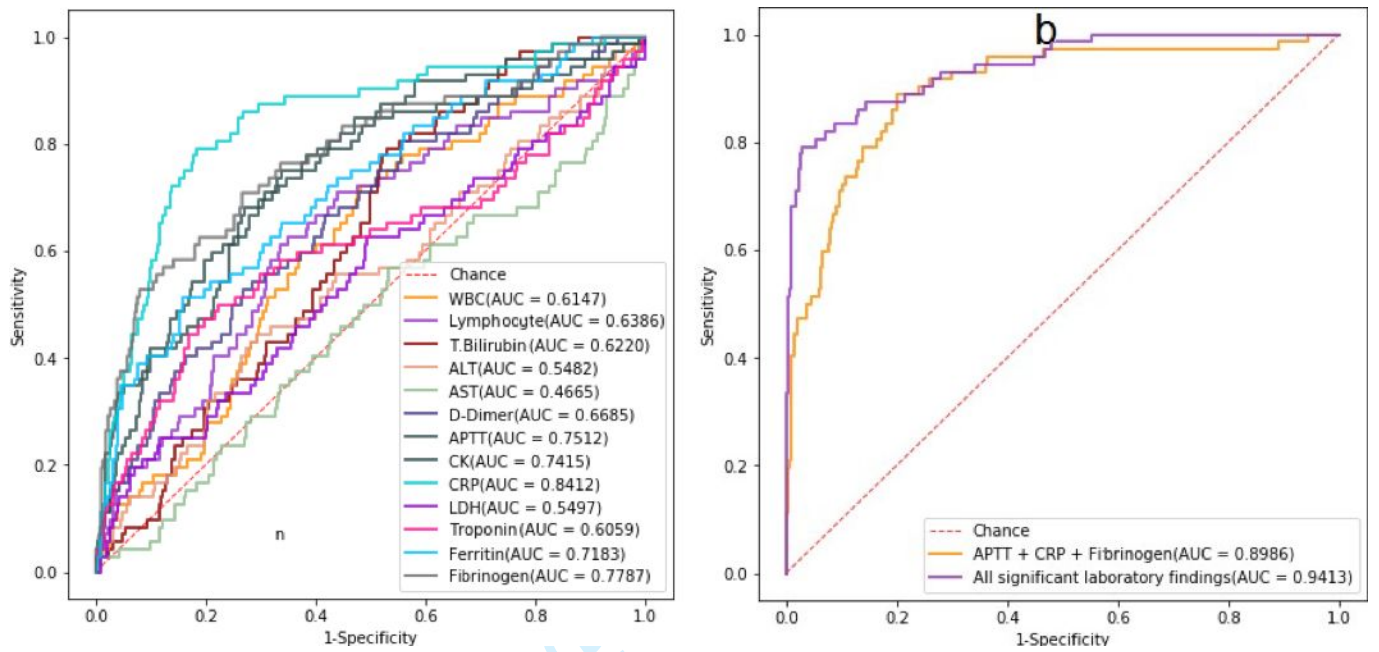 1.0
0.8
0.6
0.4
0.2
0.0
Sensitivity
Chance
WBC(AUC = 0.6147)
Lymphocyte(AUC = 0.6386)
T.Bilirubin(AUC = 0.6220)
ALT(AUC = 0.5482)
AST(AUC = 0.4665)
D-Dimer(AUC = 0.6685)
APTT(AUC = 0.7512)
CK(AUC = 0.7415)
CRP(AUC = 0.8412)
LDH(AUC = 0.5497)
Troponin(AUC = 0.6059)
Ferritin(AUC = 0.7183)
Fibrinogen(AUC = 0.7787)
n
0.0 0.2 0.4 0.6 0.8 1.0
1-Specificity
b
1.0
0.8
0.6
0.4
0.2
0.0
Sensitivity
Chance
APTT + CRP + Fibrinogen(AUC = 0.8986)
All significant laboratory findings(AUC = 0.9413)
0.0 0.2 0.4 0.6 0.8 1.0
1-Specificity